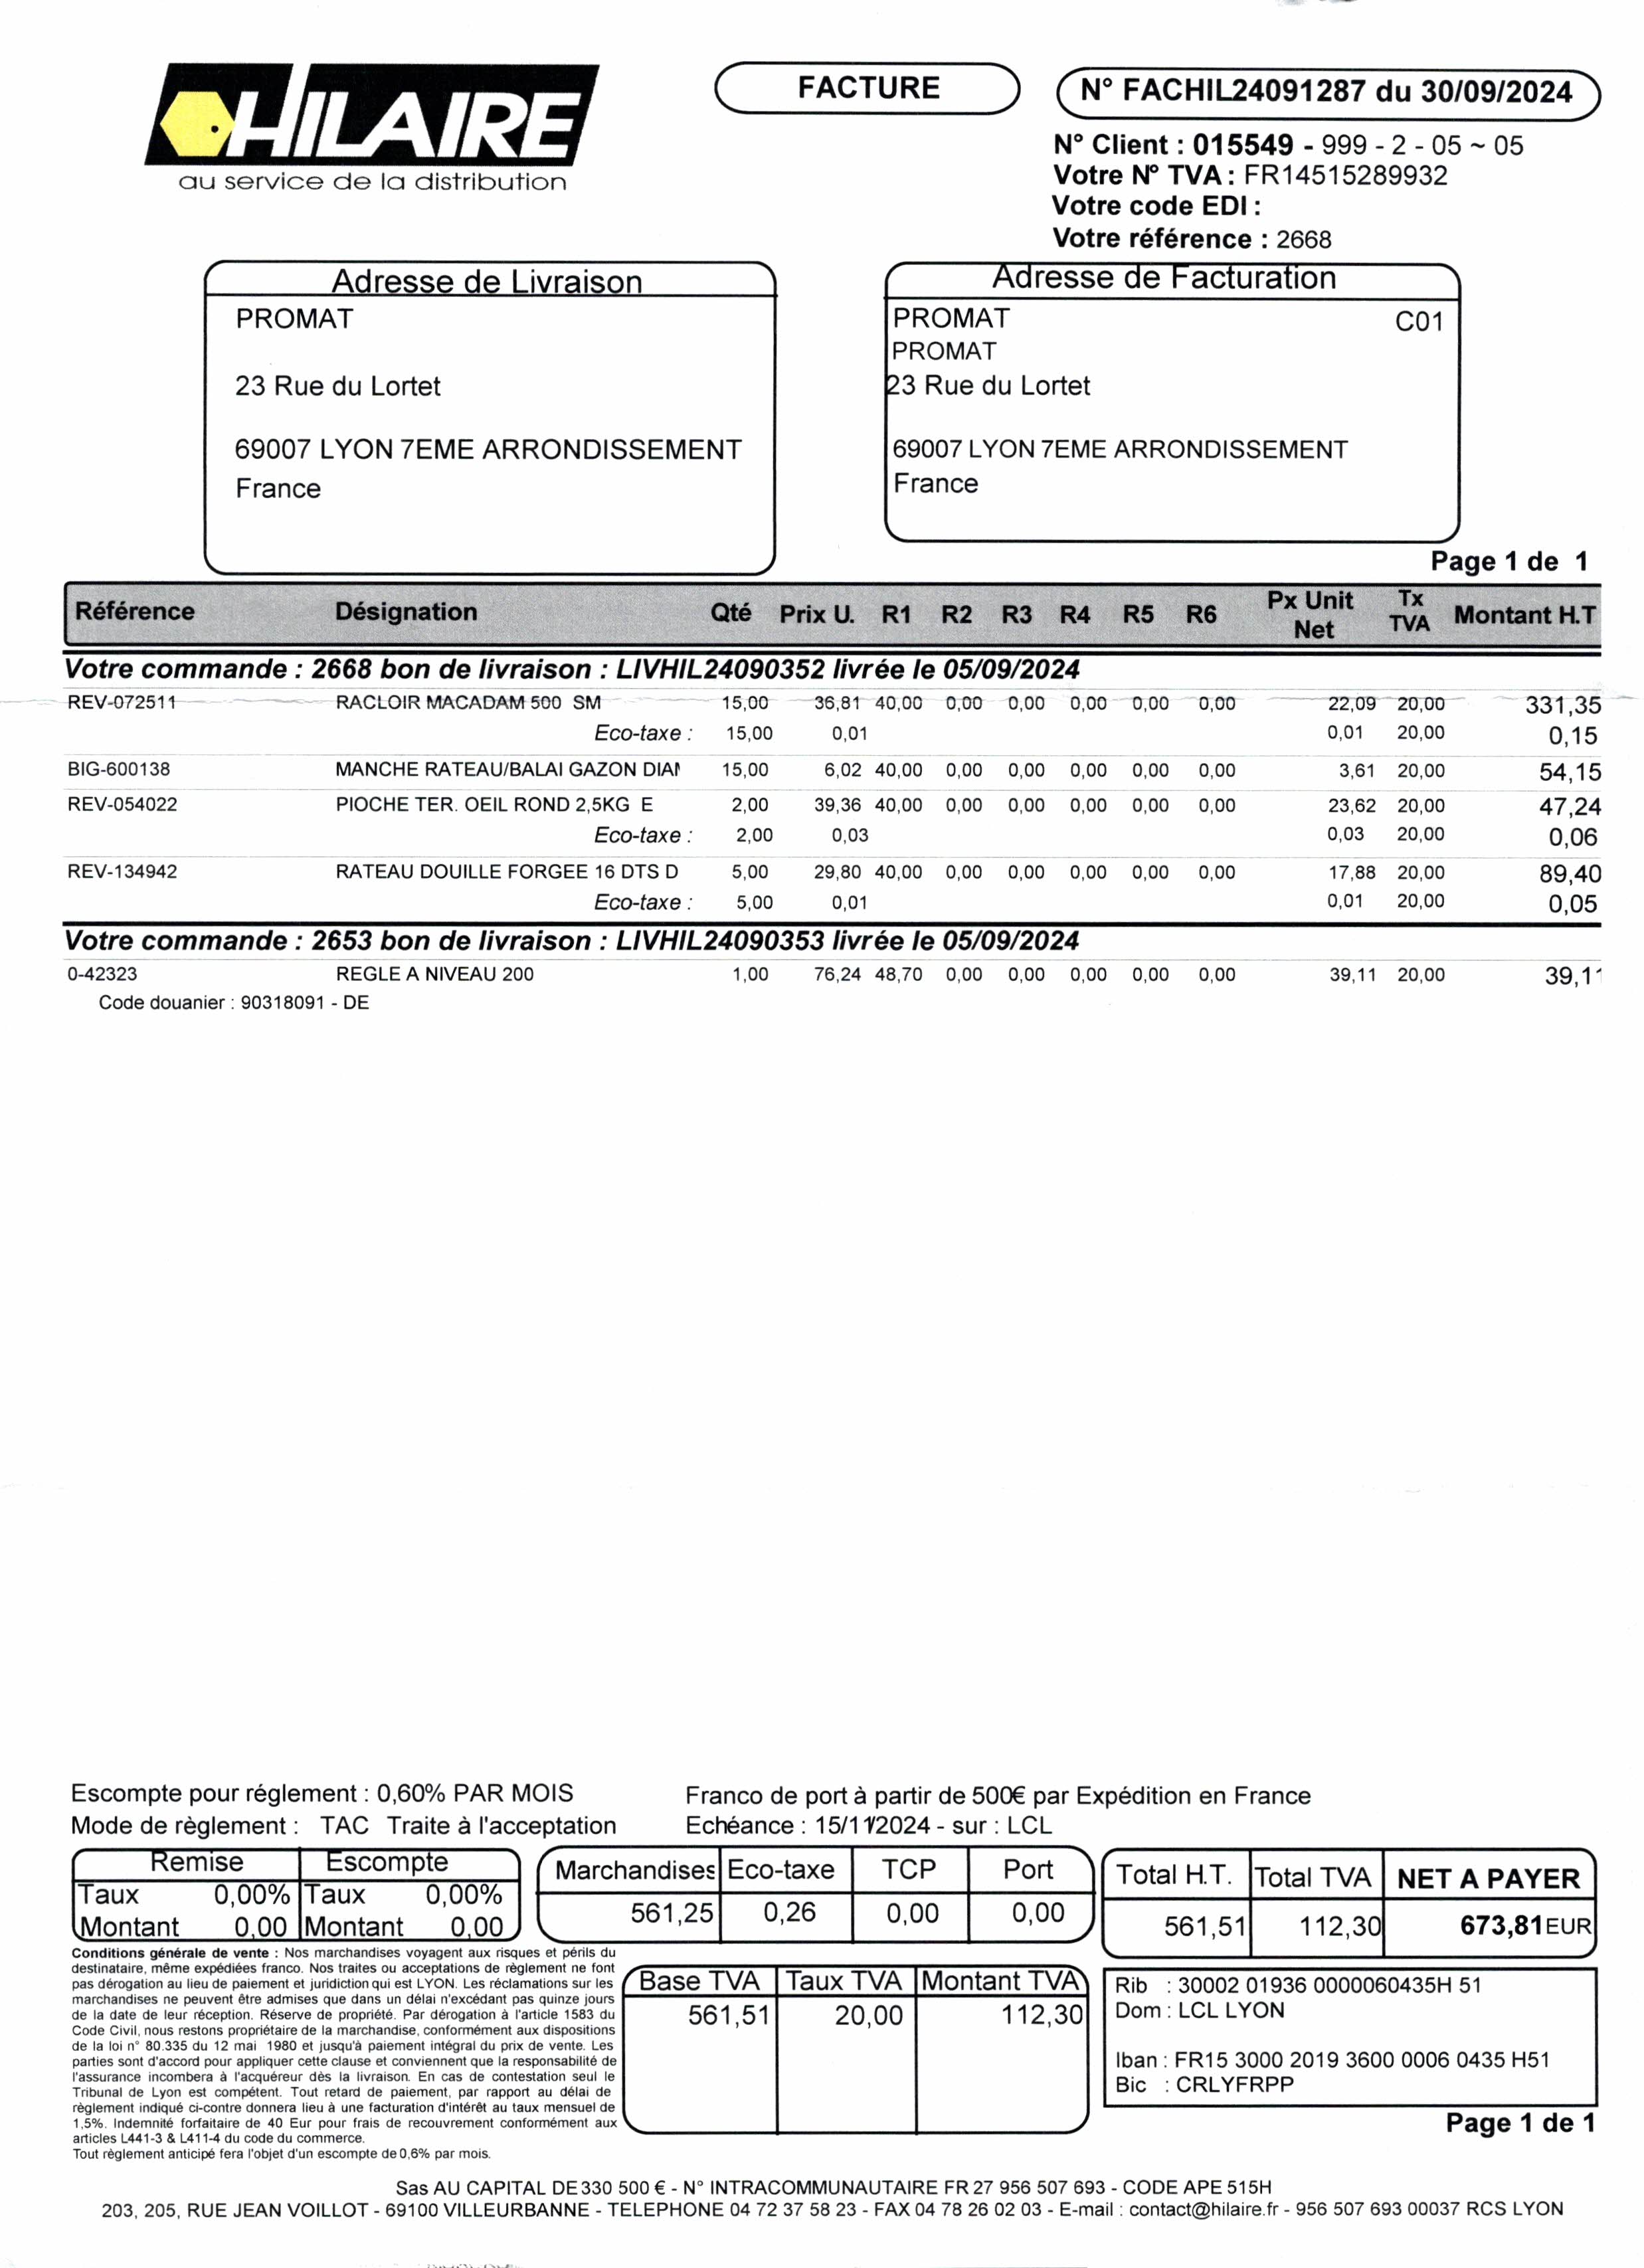 HILAIRE
au service de la distribution
FACTURE
N° FACHIL24091287 du 30/09/2024
N° Client : 015549 - 999 - 2 - 05 ~ 05
Votre N° TVA : FR14515289932
Votre code EDI :
Votre référence : 2668
Adresse de Livraison
PROMAT
23 Rue du Lortet
69007 LYON 7EME ARRONDISSEMENT
France
Adresse de Facturation
PROMAT C01
PROMAT
23 Rue du Lortet
69007 LYON 7EME ARRONDISSEMENT
France
Page 1 de 1
Référence Désignation Qté Prix U. R1 R2 R3 R4 R5 R6 Px Unit Net Tx TVA Montant H.T
Votre commande : 2668 bon de livraison : LIVHIL24090352 livrée le 05/09/2024
REV-072511 RACLOIR MACADAM 500 SM 15,00 36,81 40,00 0,00 0,00 0,00 0,00 0,00 22,09 20,00 331,35
Eco-taxe : 15,00 0,01 0,01 20,00 0,15
BIG-600138 MANCHE RATEAU/BALAI GAZON DIAM 15,00 6,02 40,00 0,00 0,00 0,00 0,00 0,00 3,61 20,00 54,15
REV-054022 PIOCHE TER. OEIL ROND 2,5KG E 2,00 39,36 40,00 0,00 0,00 0,00 0,00 0,00 23,62 20,00 47,24
Eco-taxe : 2,00 0,03 0,03 20,00 0,06
REV-134942 RATEAU DOUILLE FORGEE 16 DTS D 5,00 29,80 40,00 0,00 0,00 0,00 0,00 0,00 17,88 20,00 89,40
Eco-taxe : 5,00 0,01 0,01 20,00 0,05
Votre commande : 2653 bon de livraison : LIVHIL24090353 livrée le 05/09/2024
0-42323 REGLE A NIVEAU 200 1,00 76,24 48,70 0,00 0,00 0,00 0,00 0,00 39,11 20,00 39,11
Code douanier : 90318091 - DE
Escompte pour réglement : 0,60% PAR MOIS
Franco de port à partir de 500€ par Expédition en France
Mode de règlement : TAC Traite à l'acceptation
Echéance : 15/11/2024 - sur : LCL
Remise Escompte
Taux 0,00% Taux 0,00%
Montant 0,00 Montant 0,00
Marchandises Eco-taxe TCP Port
561,25 0,26 0,00 0,00
Total H.T. Total TVA NET A PAYER
561,51 112,30 673,81 EUR
Conditions générale de vente : Nos marchandises voyagent aux risques et périls du
destinataire, même expédiées franco. Nos traites ou acceptations de règlement ne font
pas dérogation au lieu de paiement et juridiction qui est LYON. Les réclamations sur les
marchandises ne peuvent être admises que dans un délai n'excédant pas quinze jours
de la date de leur réception. Réserve de propriété. Par dérogation à l'article 1583 du
Code Civil, nous restons propriétaire de la marchandise, conformément aux dispositions
de la loi n° 80.335 du 12 mai 1980 et jusqu'à paiement intégral du prix de vente. Les
parties sont d'accord pour appliquer cette clause et conviennent que la responsabilité de
l'assurance incombera à l'acquéreur dès la livraison. En cas de contestation seul le
Tribunal de Lyon est compétent. Tout retard de paiement, par rapport au délai de
règlement indiqué ci-contre donnera lieu à une facturation d'intérêt au taux mensuel de
1,5%. Indemnité forfaitaire de 40 Eur pour frais de recouvrement conformément aux
articles L441-3 & L411-4 du code du commerce.
Tout règlement anticipé fera l'objet d'un escompte de 0,6% par mois.
Base TVA Taux TVA Montant TVA
561,51 20,00 112,30
Rib : 30002 01936 0000060435H 51
Dom : LCL LYON
Iban : FR15 3000 2019 3600 0006 0435 H51
Bic : CRLYFRPP
Page 1 de 1
Sas AU CAPITAL DE 330 500 € - N° INTRACOMMUNAUTAIRE FR 27 956 507 693 - CODE APE 515H
203, 205, RUE JEAN VOILLOT - 69100 VILLEURBANNE - TELEPHONE 04 72 37 58 23 - FAX 04 78 26 02 03 - E-mail : contact@hilaire.fr - 956 507 693 00037 RCS LYON